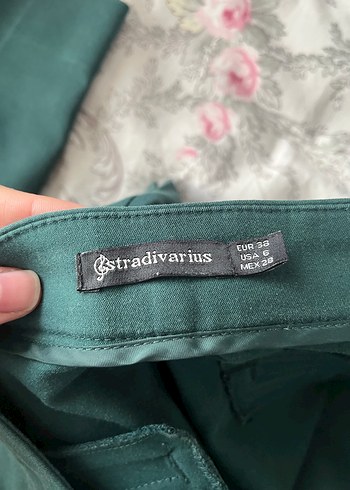 stradivarius
EUR 38
USA 6
MEX 28